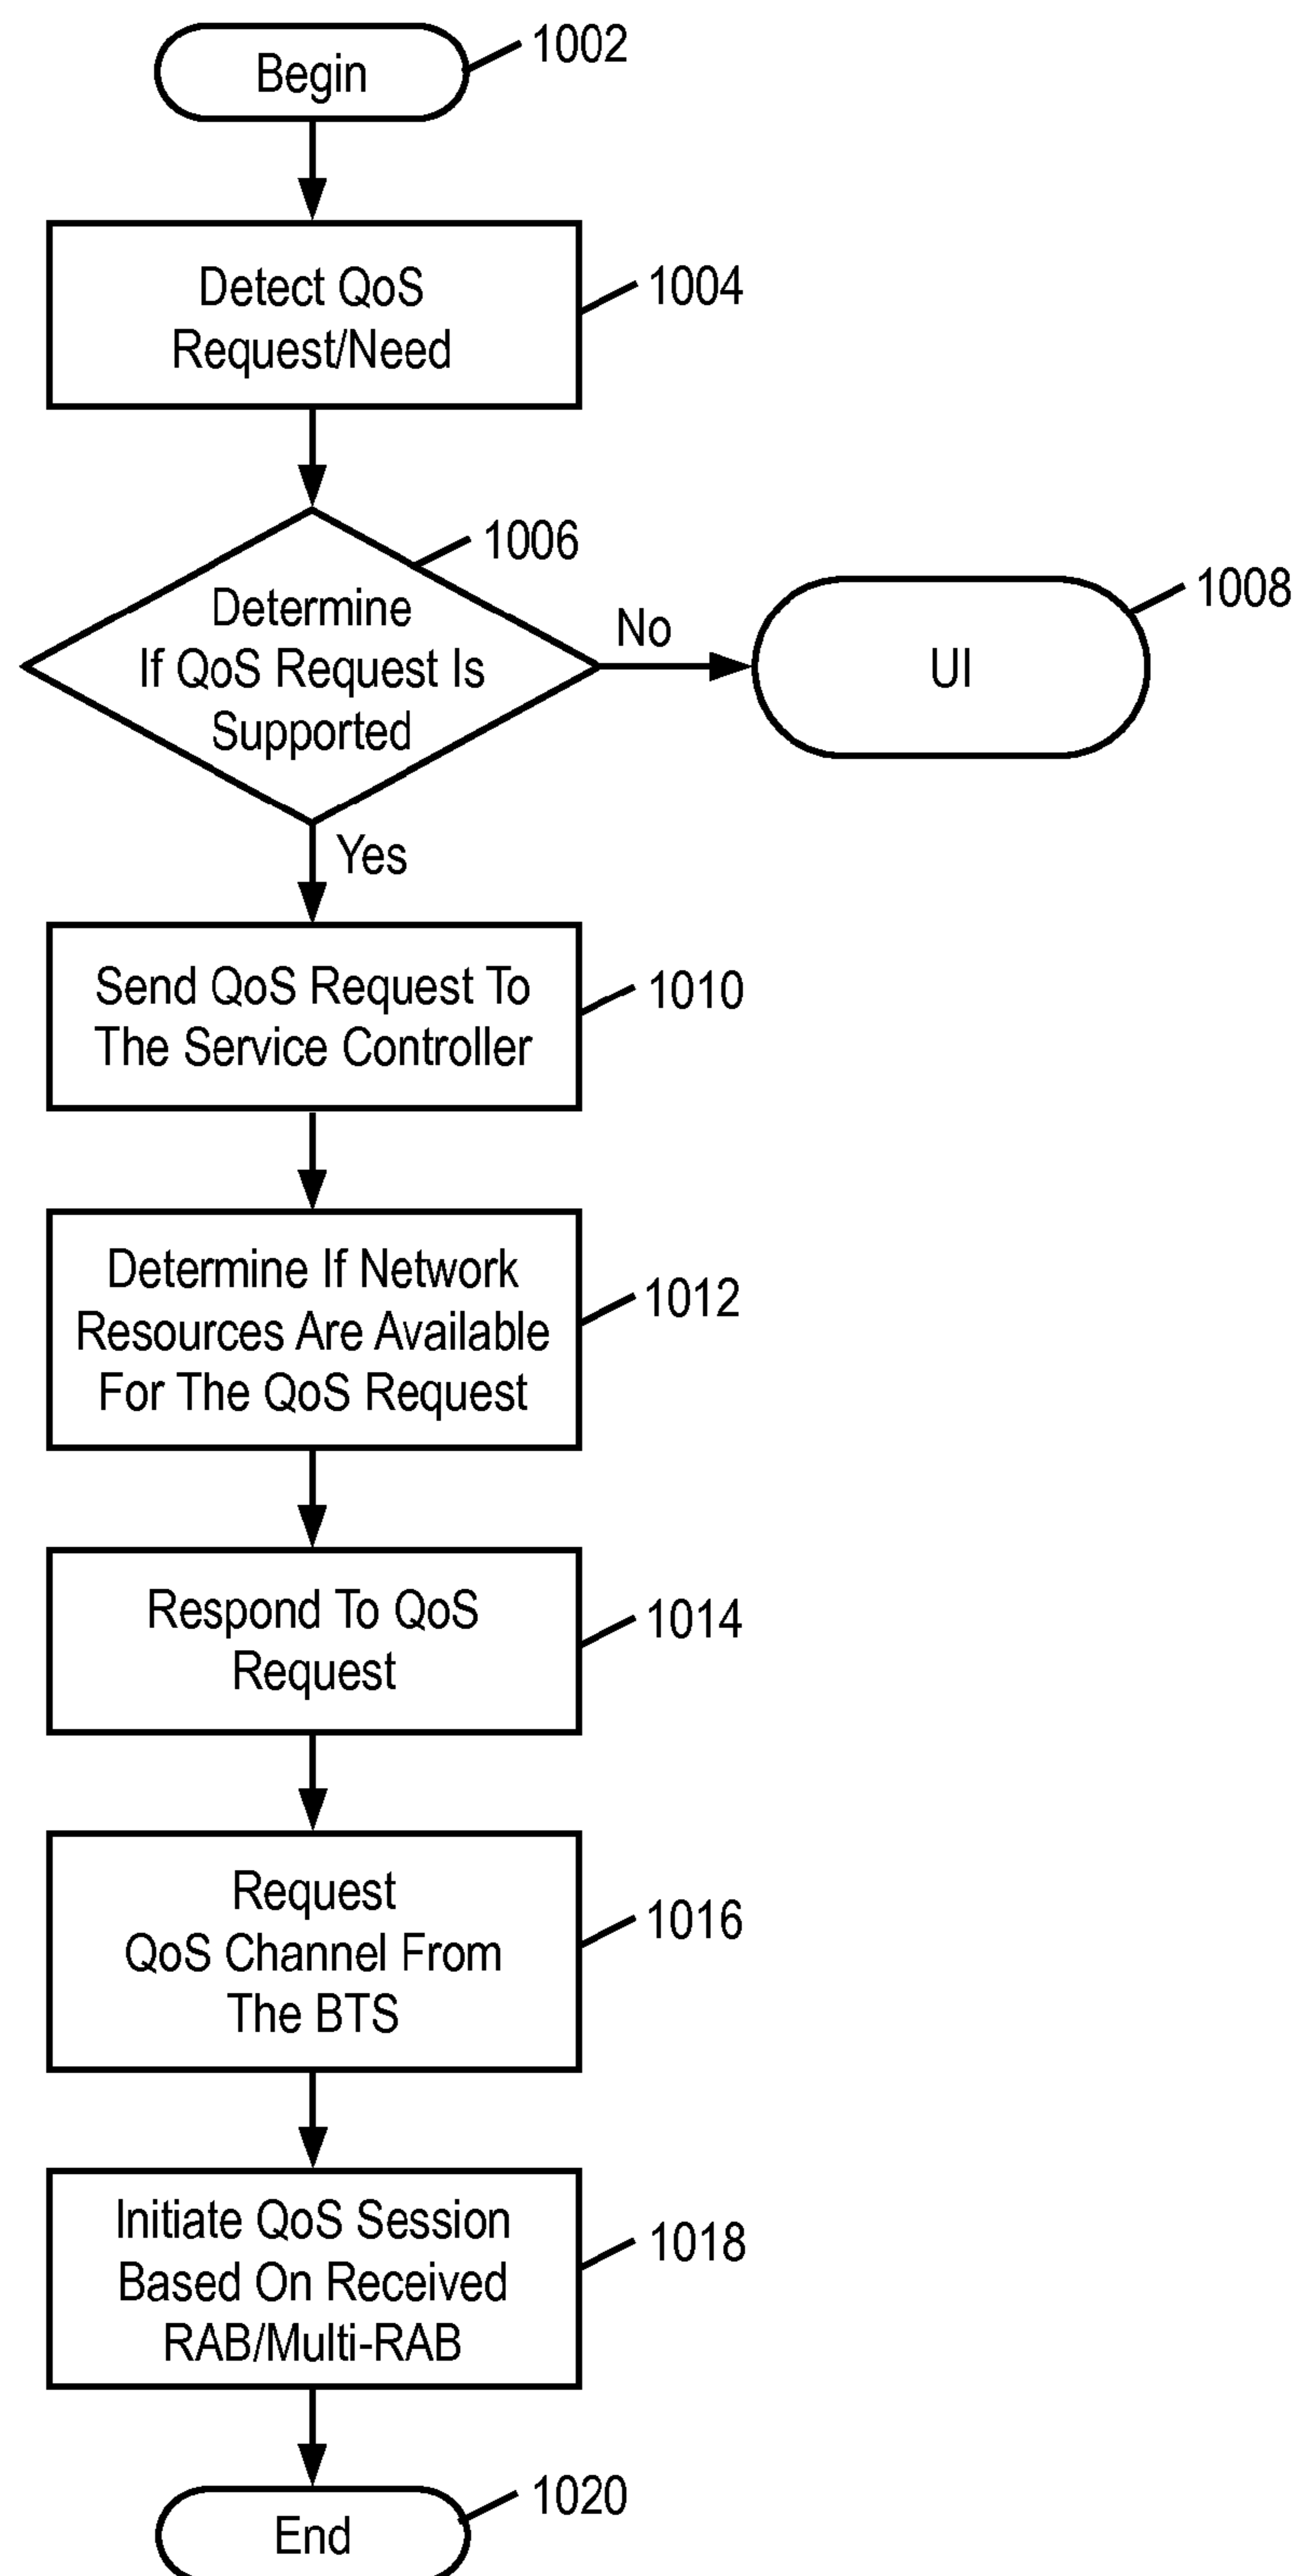 Begin
1002
Detect QoS
Request/Need
1004
1006
Determine
If QoS Request Is
Supported
No
UI
1008
Yes
Send QoS Request To
The Service Controller
1010
Determine If Network
Resources Are Available
For The QoS Request
1012
Respond To QoS
Request
1014
Request
QoS Channel From
The BTS
1016
Initiate QoS Session
Based On Received
RAB/Multi-RAB
1018
End
1020